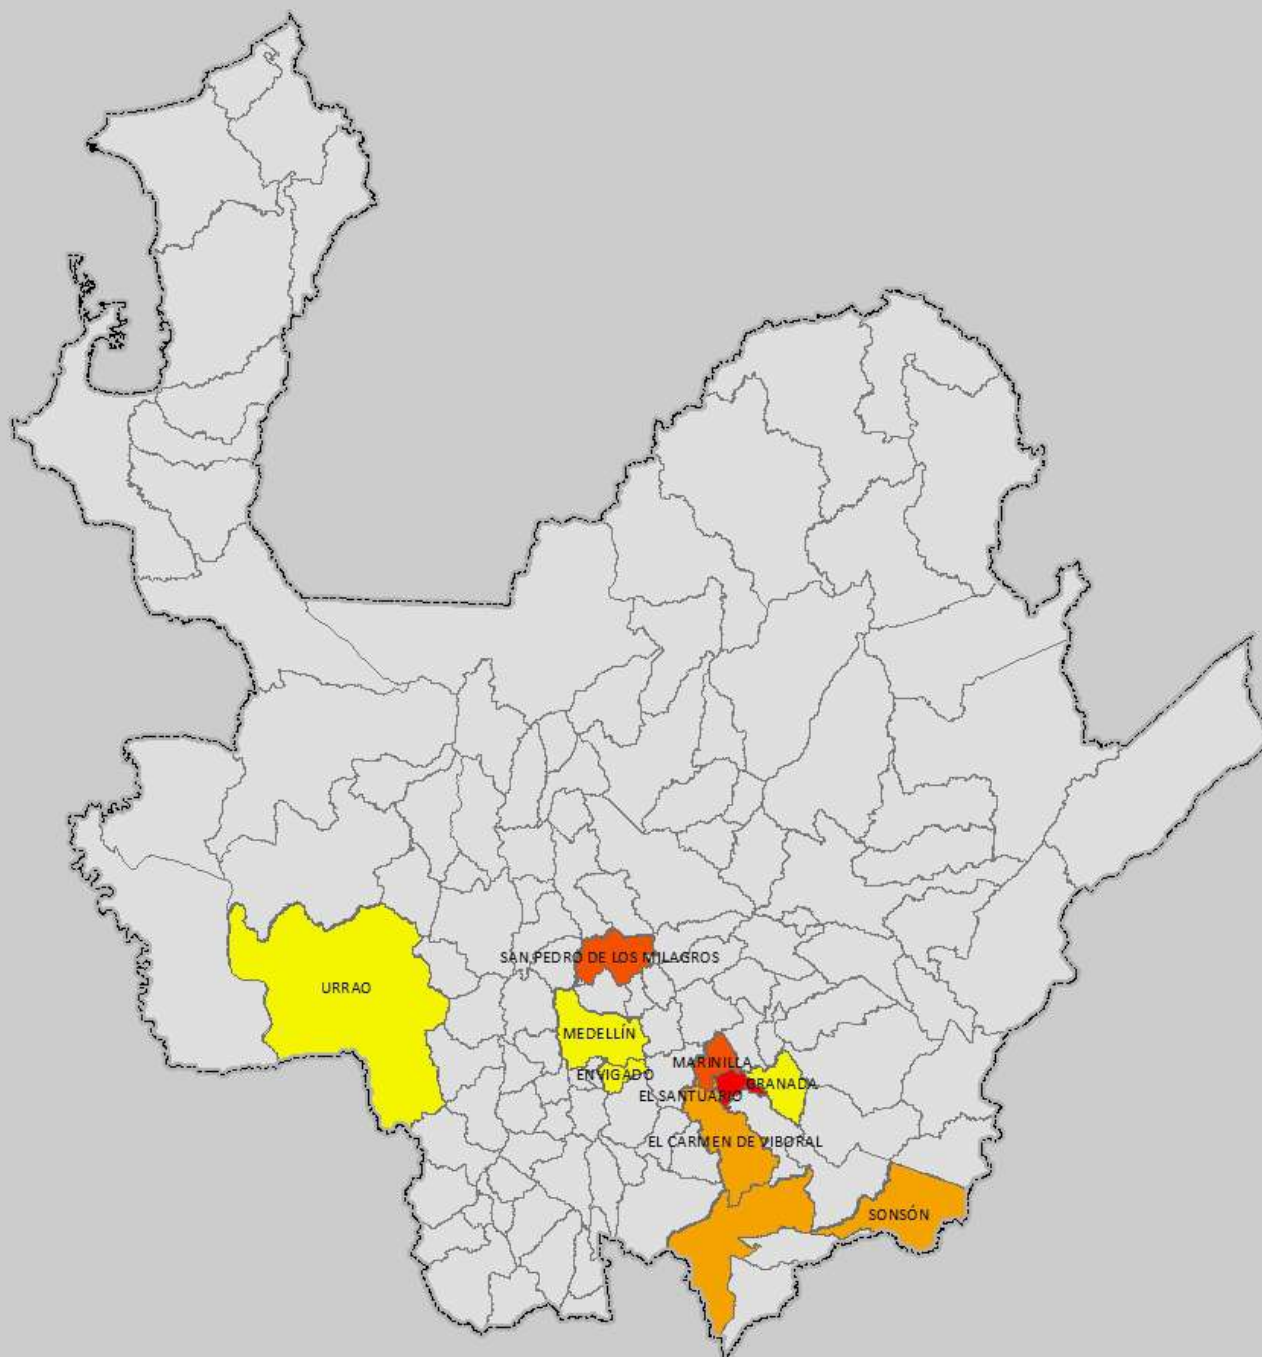 SAN PEDRO DE LOS MILAGROS
URRAO
MEDELLÍN
MARINILLA
ENVIGADO
GRANADA
EL SANTUARIO
EL CARMEN DE VIBORAL
SONSÓN